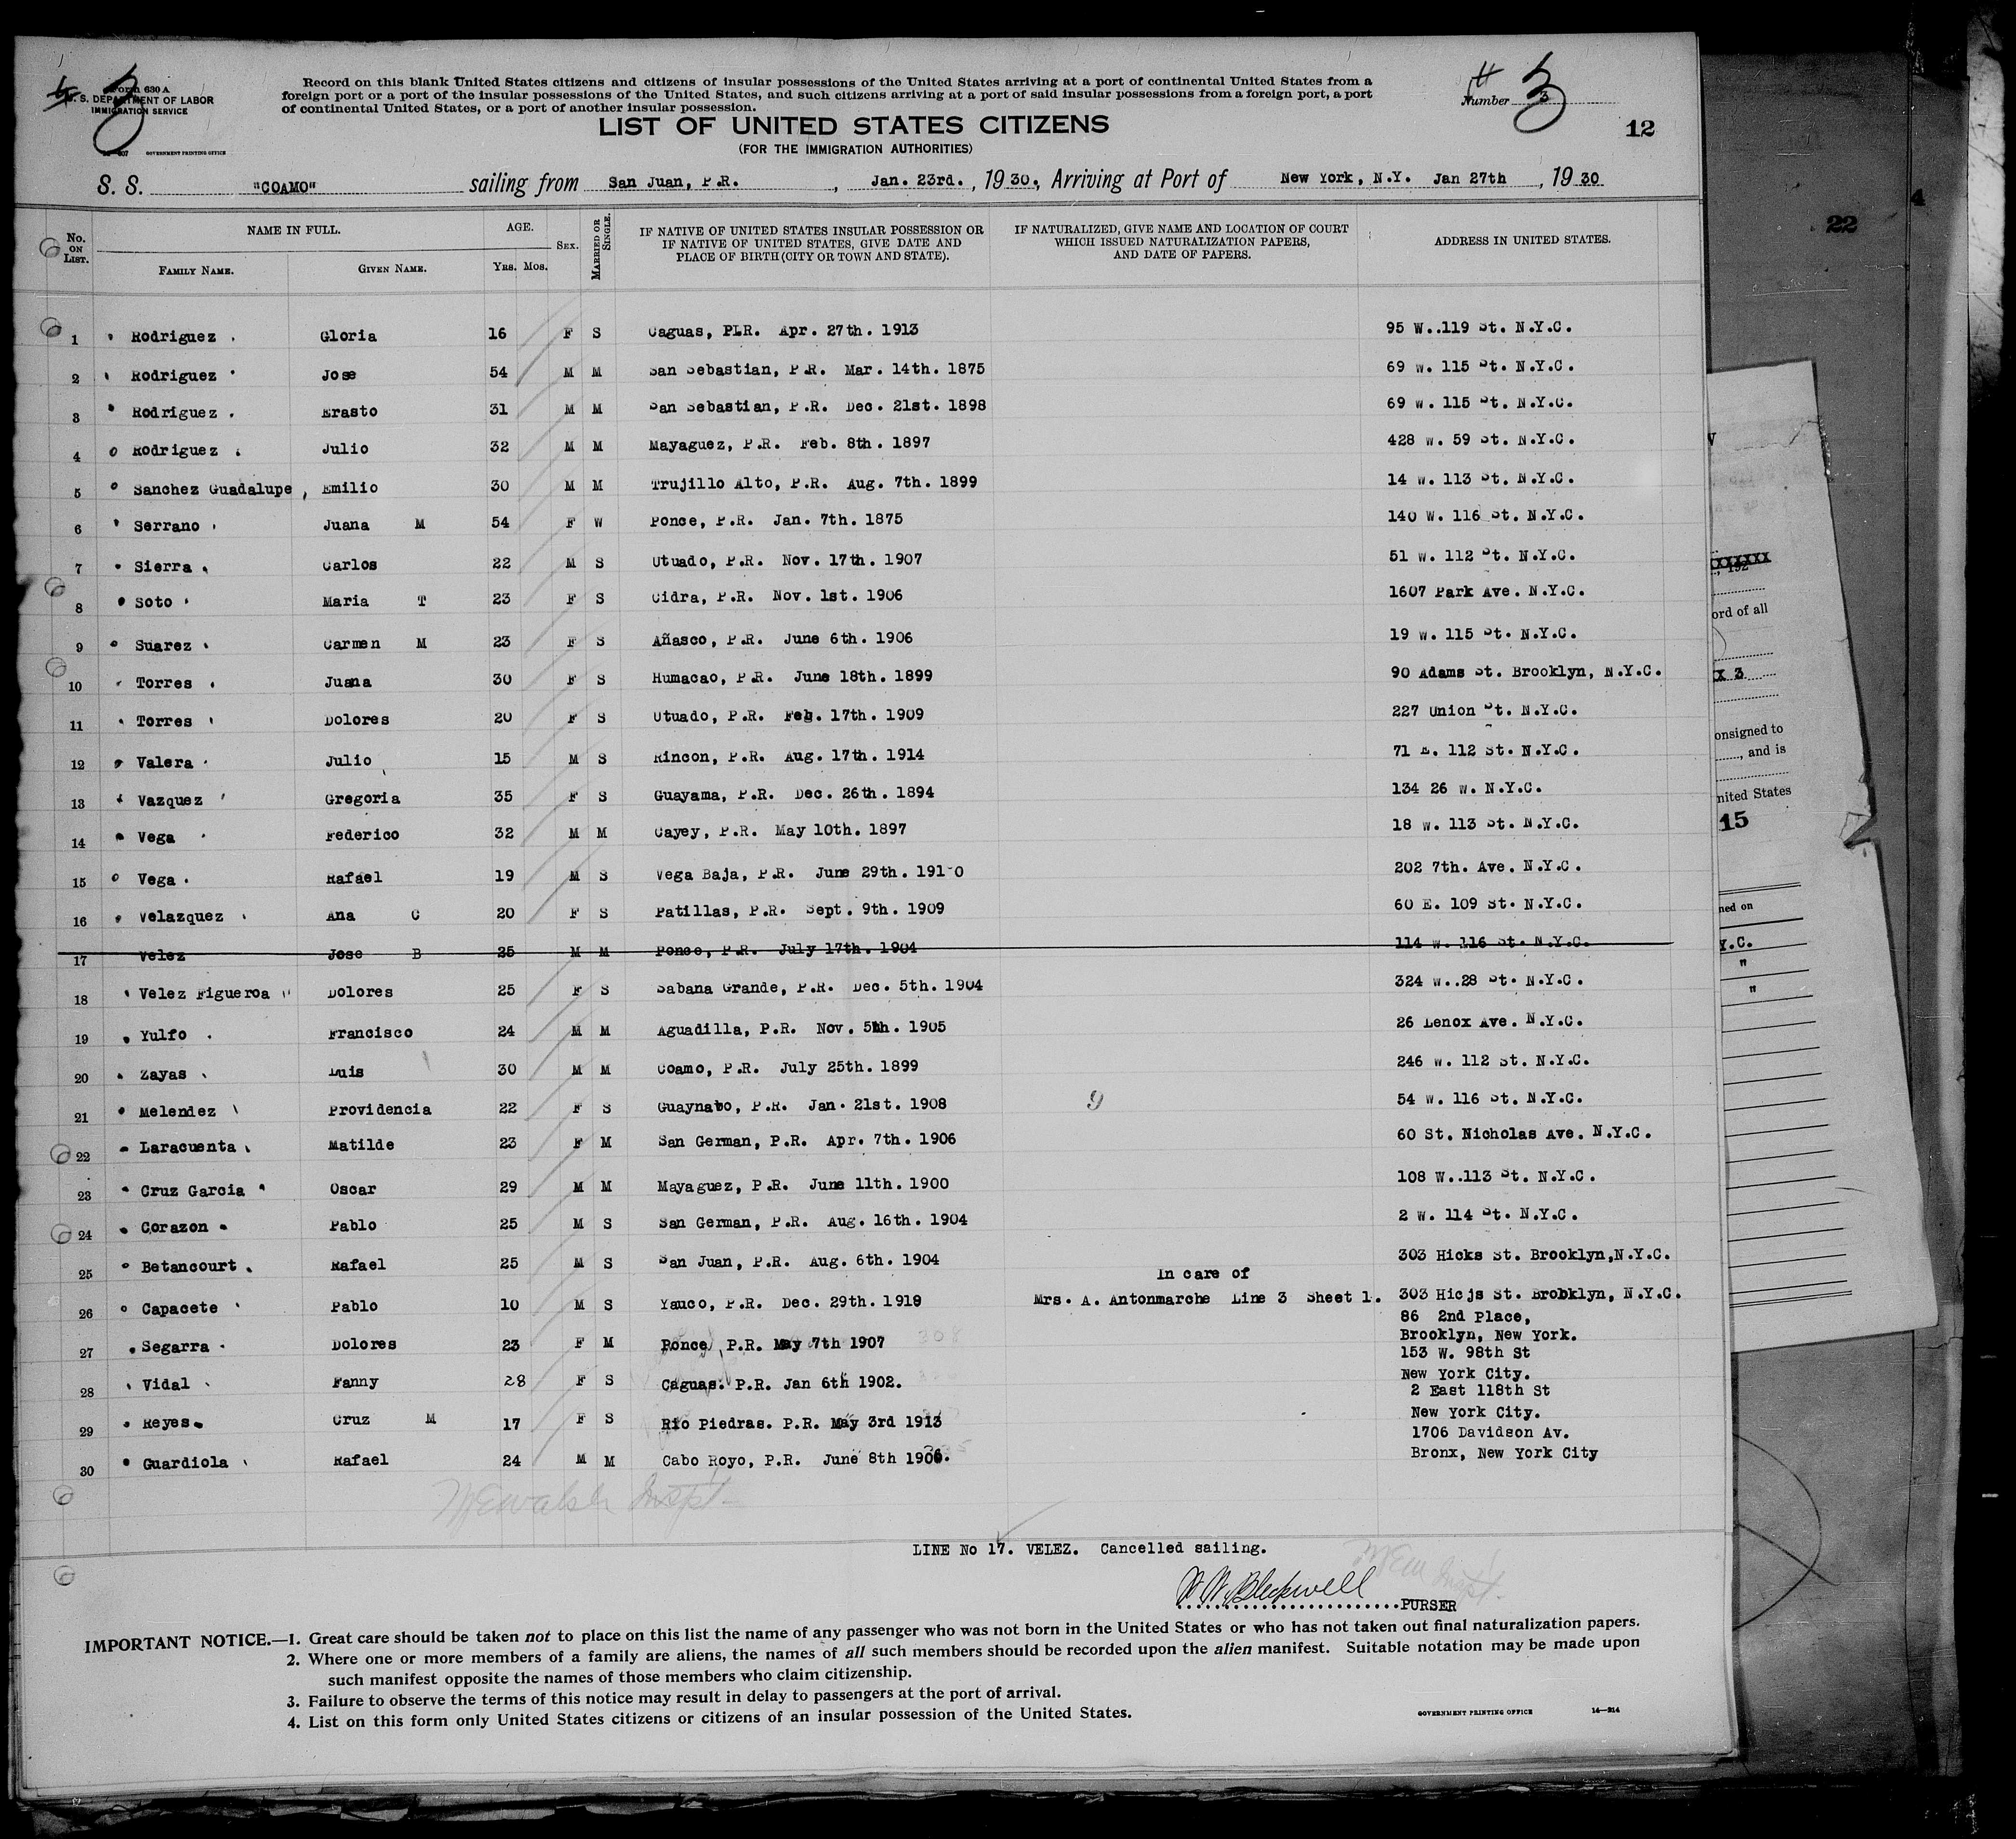 Form 630 A
U. S. DEPARTMENT OF LABOR
IMMIGRATION SERVICE
GOVERNMENT PRINTING OFFICE
3
Record on this blank United States citizens and citizens of insular possessions of the United States arriving at a port of continental United States from a
foreign port or a port of the insular possessions of the United States, and such citizens arriving at a port of said insular possessions from a foreign port, a port
of continental United States, or a port of another insular possession.
Number 3
3
12
LIST OF UNITED STATES CITIZENS
(FOR THE IMMIGRATION AUTHORITIES)
S. S. "COAMO" sailing from San Juan, P.R., Jan. 23rd., 1930., Arriving at Port of New York, N.Y. Jan 27th, 1930
No. ON LIST. NAME IN FULL. FAMILY NAME. GIVEN NAME. AGE. YRS. MOS. SEX. MARRIED OR SINGLE. IF NATIVE OF UNITED STATES INSULAR POSSESSION OR IF NATIVE OF UNITED STATES, GIVE DATE AND PLACE OF BIRTH (CITY OR TOWN AND STATE). IF NATURALIZED, GIVE NAME AND LOCATION OF COURT WHICH ISSUED NATURALIZATION PAPERS, AND DATE OF PAPERS. ADDRESS IN UNITED STATES.
1 Rodriguez Gloria 16 F S Caguas, PLR. Apr. 27th. 1913 95 W..119 St. N.Y.C.
2 Rodriguez Jose 54 M M San Sebastian, P.R. Mar. 14th. 1875 69 W. 115 St. N.Y.C.
3 Rodriguez Erasto 31 M M San Sebastian, P.R. Dec. 21st. 1898 69 W. 115 St. N.Y.C.
4 Rodriguez Julio 32 M M Mayaguez, P.R. Feb. 8th. 1897 428 W. 59 St. N.Y.C.
5 Sanchez Guadalupe, Emilio 30 M M Trujillo Alto, P.R. Aug. 7th. 1899 14 W. 113 St. N.Y.C.
6 Serrano Juana M 54 F W Ponce, P.R. Jan. 7th. 1875 140 W. 116 St. N.Y.C.
7 Sierra Carlos 22 M S Utuado, P.R. Nov. 17th. 1907 51 W. 112 St. N.Y.C.
8 Soto Maria T 23 F S Cidra, P.R. Nov. 1st. 1906 1607 Park Ave. N.Y.C.
9 Suarez Carmen M 23 F S Añasco, P.R. June 6th. 1906 19 W. 115 St. N.Y.C.
10 Torres Juana 30 F S Humacao, P.R. June 18th. 1899 90 Adams St. Brooklyn, N.Y.C.
11 Torres Dolores 20 F S Utuado, P.R. Feb. 17th. 1909 227 Union St. N.Y.C.
12 Valera Julio 15 M S Rincon, P.R. Aug. 17th. 1914 71 E. 112 St. N.Y.C.
13 Vazquez Gregoria 35 F S Guayama, P.R. Dec. 26th. 1894 134 26 W. N.Y.C.
14 Vega Federico 32 M M Cayey, P.R. May 10th. 1897 18 W. 113 St. N.Y.C.
15 Vega Rafael 19 M S Vega Baja, P.R. June 29th. 191-0 202 7th. Ave. N.Y.C.
16 Velazquez Ana C 20 F S Patillas, P.R. Sept. 9th. 1909 60 E. 109 St. N.Y.C.
17 Velez Jose B 25 M M Ponce, P.R. July 17th. 1904 114 W. 116 St. N.Y.C.
18 Velez Figueroa Dolores 25 F S Sabana Grande, P.R. Dec. 5th. 1904 324 W..28 St. N.Y.C.
19 Yulfo Francisco 24 M M Aguadilla, P.R. Nov. 5th. 1905 26 Lenox Ave. N.Y.C.
20 Zayas Luis 30 M M Coamo, P.R. July 25th. 1899 246 W. 112 St. N.Y.C.
21 Melendez Providencia 22 F S Guaynabo, P.R. Jan. 21st. 1908 54 W. 116 St. N.Y.C.
22 Laracuenta Matilde 23 F M San German, P.R. Apr. 7th. 1906 60 St. Nicholas Ave. N.Y.C.
23 Cruz Garcia Oscar 29 M M Mayaguez, P.R. June 11th. 1900 108 W..113 St. N.Y.C.
24 Corazon Pablo 25 M S San German, P.R. Aug. 16th. 1904 2 W. 114 St. N.Y.C.
25 Betancourt Rafael 25 M S San Juan, P.R. Aug. 6th. 1904 303 Hicks St. Brooklyn,N.Y.C.
In care of
26 Capacete Pablo 10 M S Yauco, P.R. Dec. 29th. 1919 Mrs. A. Antonmarche Line 3 Sheet 1. 303 Hicjs St. Brooklyn, N.Y.C.
86 2nd Place,
27 Segarra Dolores 23 F M Ponce, P.R. May 7th 1907 Brooklyn, New York.
153 W. 98th St
28 Vidal Fanny 28 F S Caguas. P.R. Jan 6th 1902. New York City.
2 East 118th St
29 Reyes Cruz M 17 F S Rio Piedras. P.R. May 3rd 1913 New York City.
1706 Davidson Av.
30 Guardiola Rafael 24 M M Cabo Royo, P.R. June 8th 1906. Bronx, New York City
LINE No 17. VELEZ. Cancelled sailing.
PURSER
IMPORTANT NOTICE.—1. Great care should be taken not to place on this list the name of any passenger who was not born in the United States or who has not taken out final naturalization papers.
2. Where one or more members of a family are aliens, the names of all such members should be recorded upon the alien manifest. Suitable notation may be made upon
such manifest opposite the names of those members who claim citizenship.
3. Failure to observe the terms of this notice may result in delay to passengers at the port of arrival.
4. List on this form only United States citizens or citizens of an insular possession of the United States.
GOVERNMENT PRINTING OFFICE 14—214
22
4
ord of all
X 3
onsigned to
, and is
nited States
15
ned on
Y.C.
"
"